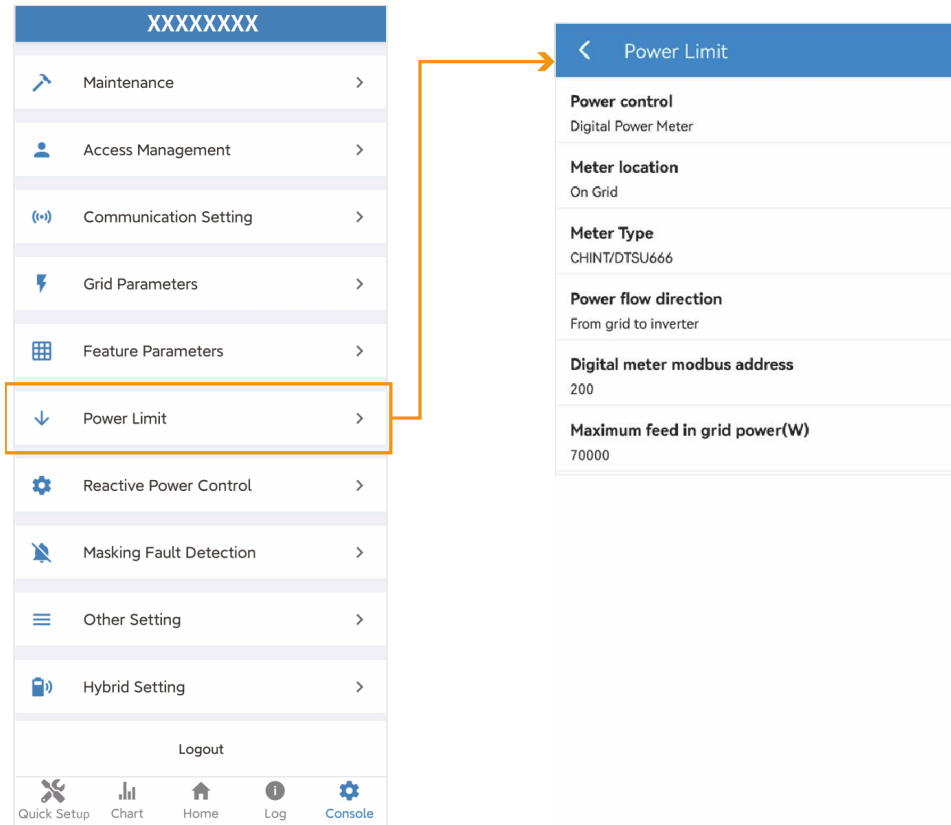 XXXXXXXX
Maintenance
Access Management
Communication Setting
Grid Parameters
Feature Parameters
Power Limit
Reactive Power Control
Masking Fault Detection
Other Setting
Hybrid Setting
Logout
Quick Setup
Chart
Home
Log
Console
Power Limit
Power control
Digital Power Meter
Meter location
On Grid
Meter Type
CHINT/DTSU666
Power flow direction
From grid to inverter
Digital meter modbus address
200
Maximum feed in grid power(W)
70000